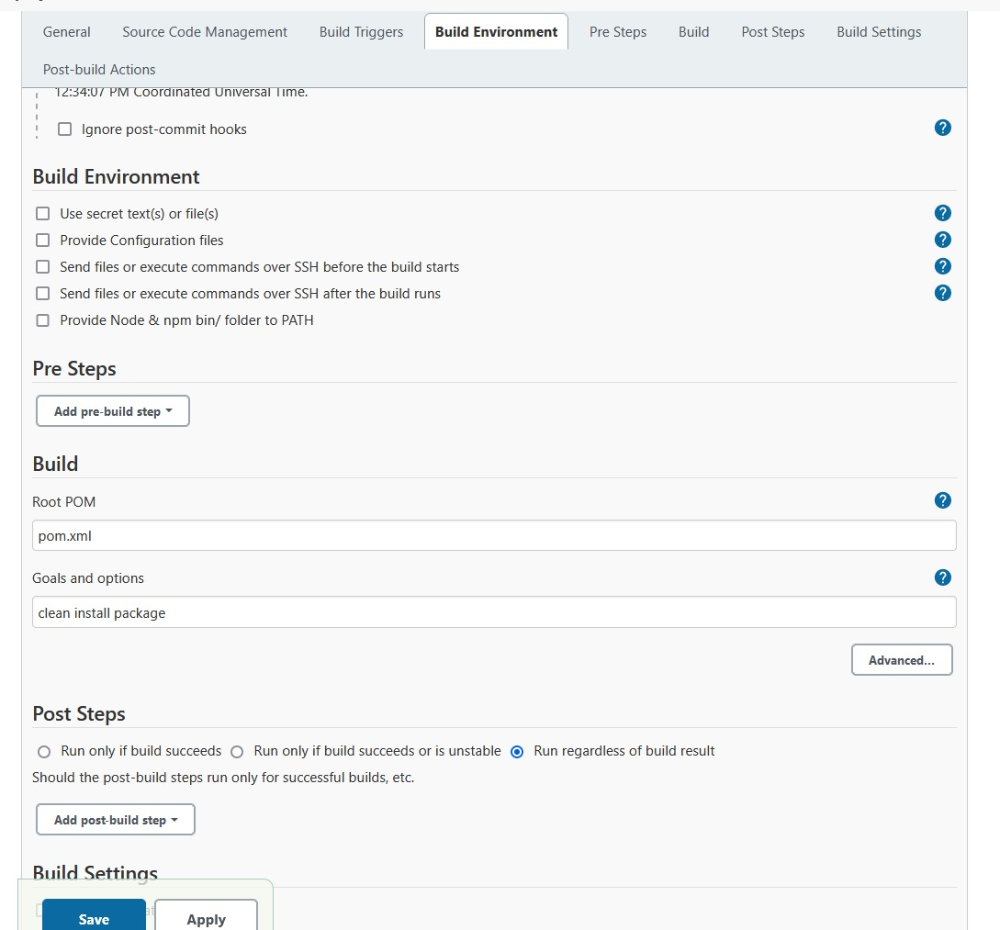 General Source Code Management Build Triggers Build Environment Pre Steps Build Post Steps Build Settings
Post-build Actions
12:34:07 PM Coordinated Universal Time.
Ignore post-commit hooks ?
Build Environment
Use secret text(s) or file(s) ?
Provide Configuration files ?
Send files or execute commands over SSH before the build starts ?
Send files or execute commands over SSH after the build runs ?
Provide Node & npm bin/ folder to PATH
Pre Steps
Add pre-build step
Build
Root POM ?
pom.xml
Goals and options ?
clean install package
Advanced...
Post Steps
Run only if build succeeds Run only if build succeeds or is unstable Run regardless of build result
Should the post-build steps run only for successful builds, etc.
Add post-build step
Build Settings
Save Apply